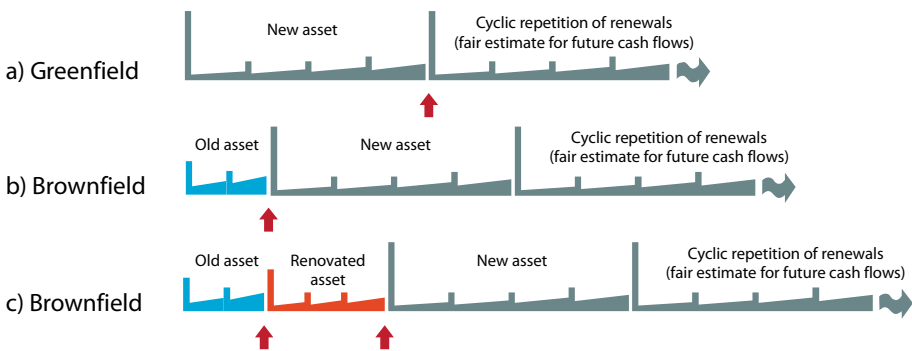 New asset
Cyclic repetition of renewals
(fair estimate for future cash flows)
a) Greenfield
Old asset
New asset
Cyclic repetition of renewals
(fair estimate for future cash flows)
b) Brownfield
Old asset
Renovated
asset
New asset
Cyclic repetition of renewals
(fair estimate for future cash flows)
c) Brownfield